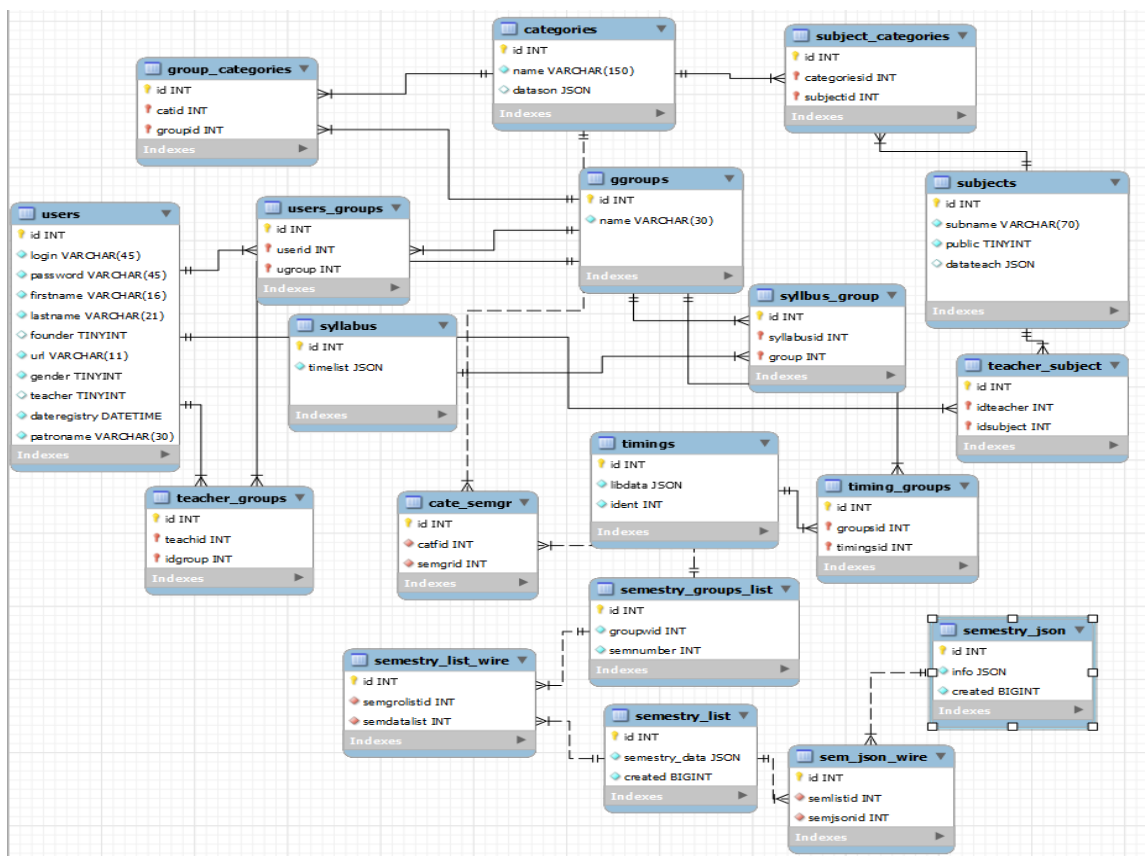 categories
id INT
name VARCHAR(150)
datason JSON
Indexes
subject_categories
id INT
categoriesid INT
subjectid INT
Indexes
group_categories
id INT
catid INT
groupid INT
Indexes
ggroups
id INT
name VARCHAR(30)
Indexes
subjects
id INT
subname VARCHAR(70)
public TINYINT
datateach JSON
Indexes
users
id INT
login VARCHAR(45)
password VARCHAR(45)
firstname VARCHAR(16)
lastname VARCHAR(21)
founder TINYINT
url VARCHAR(11)
gender TINYINT
teacher TINYINT
dateregistry DATETIME
patroname VARCHAR(30)
Indexes
users_groups
id INT
userid INT
ugroup INT
Indexes
syllbus_group
id INT
syllabusid INT
group INT
Indexes
syllabus
id INT
timelist JSON
Indexes
teacher_subject
id INT
idteacher INT
idsubject INT
Indexes
timings
id INT
libdata JSON
ident INT
Indexes
teacher_groups
id INT
teachid INT
idgroup INT
Indexes
cate_semgr
id INT
catfid INT
semgrid INT
Indexes
timing_groups
id INT
groupsid INT
timingsid INT
Indexes
semestry_groups_list
id INT
groupwid INT
semnumber INT
Indexes
semestry_json
id INT
info JSON
created BIGINT
Indexes
semestry_list_wire
id INT
semgrolistid INT
semdatalist INT
Indexes
semestry_list
id INT
semestry_data JSON
created BIGINT
Indexes
sem_json_wire
id INT
semlistid INT
semjsonid INT
Indexes